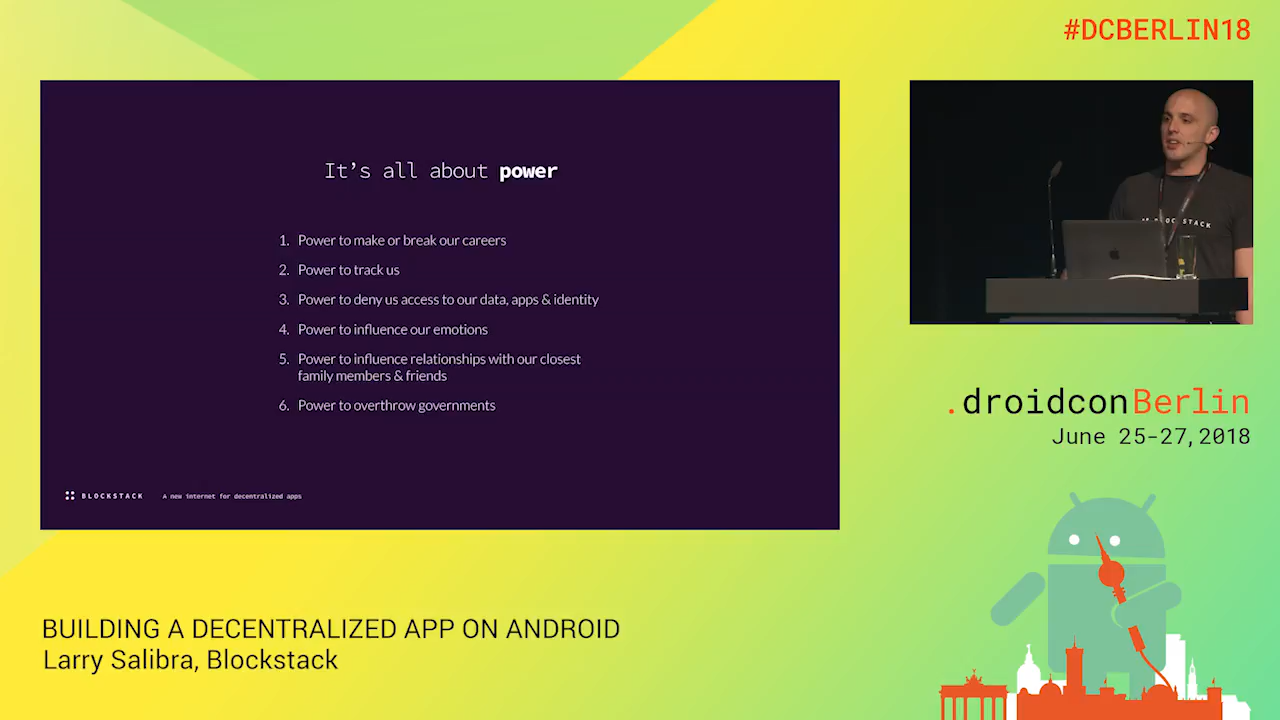 #DCBERLIN18
It's all about power
1. Power to make or break our careers
2. Power to track us
3. Power to deny us access to our data, apps & identity
4. Power to influence our emotions
5. Power to influence relationships with our closest
family members & friends
6. Power to overthrow governments
BLOCKSTACK A new internet for decentralized apps
BLOCKSTACK
.droidconBerlin
June 25-27,2018
BUILDING A DECENTRALIZED APP ON ANDROID
Larry Salibra, Blockstack